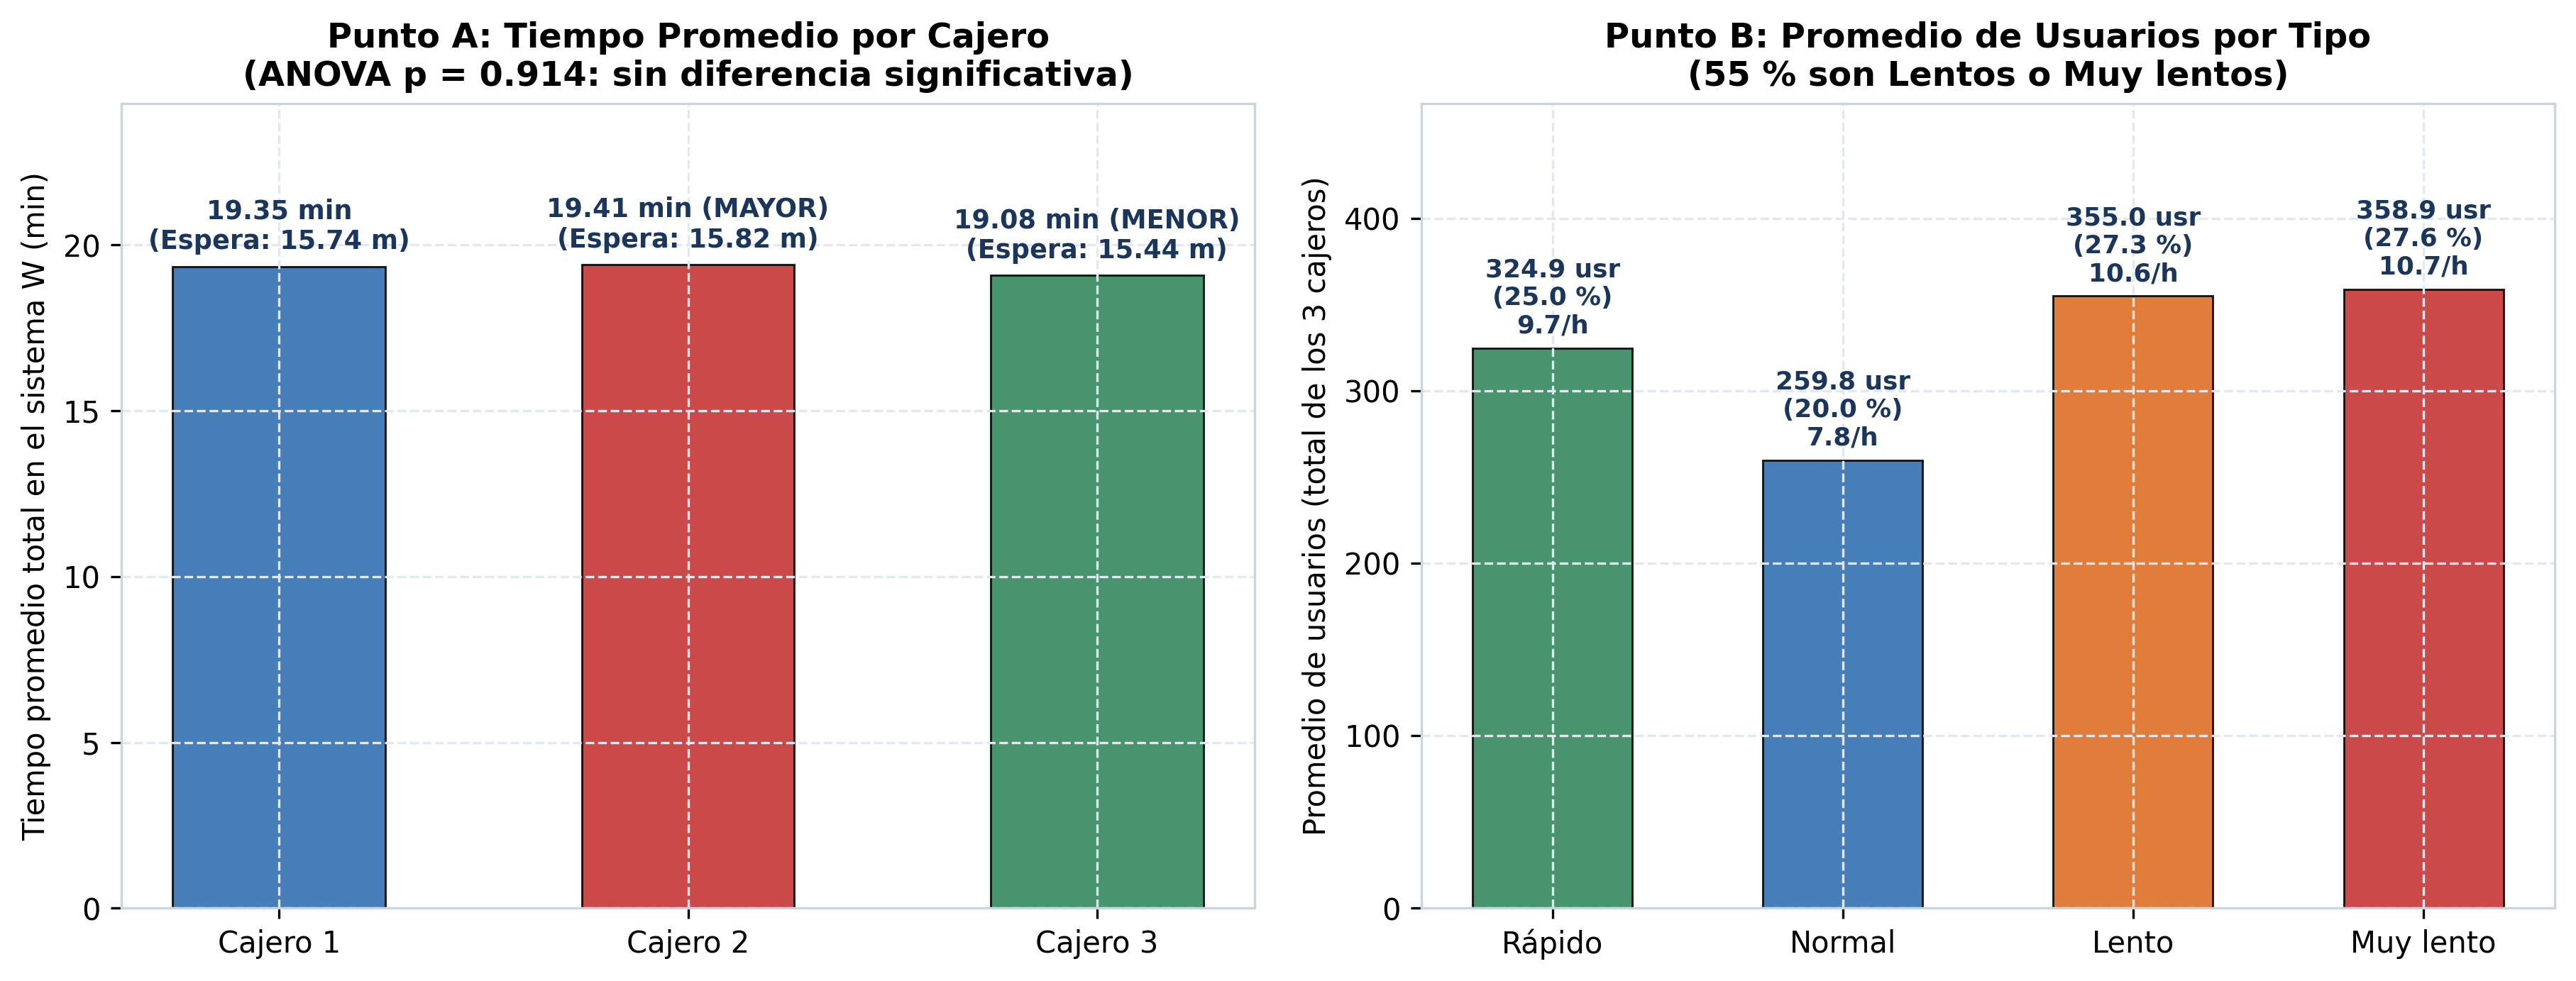 Punto A: Tiempo Promedio por Cajero
(ANOVA p = 0.914: sin diferencia significativa)
Tiempo promedio total en el sistema W (min)
20
15
10
5
0
19.35 min
(Espera: 15.74 m)
19.41 min (MAYOR)
(Espera: 15.82 m)
19.08 min (MENOR)
(Espera: 15.44 m)
Cajero 1
Cajero 2
Cajero 3
Punto B: Promedio de Usuarios por Tipo
(55 % son Lentos o Muy lentos)
Promedio de usuarios (total de los 3 cajeros)
400
300
200
100
0
324.9 usr
(25.0 %)
9.7/h
259.8 usr
(20.0 %)
7.8/h
355.0 usr
(27.3 %)
10.6/h
358.9 usr
(27.6 %)
10.7/h
Rápido
Normal
Lento
Muy lento